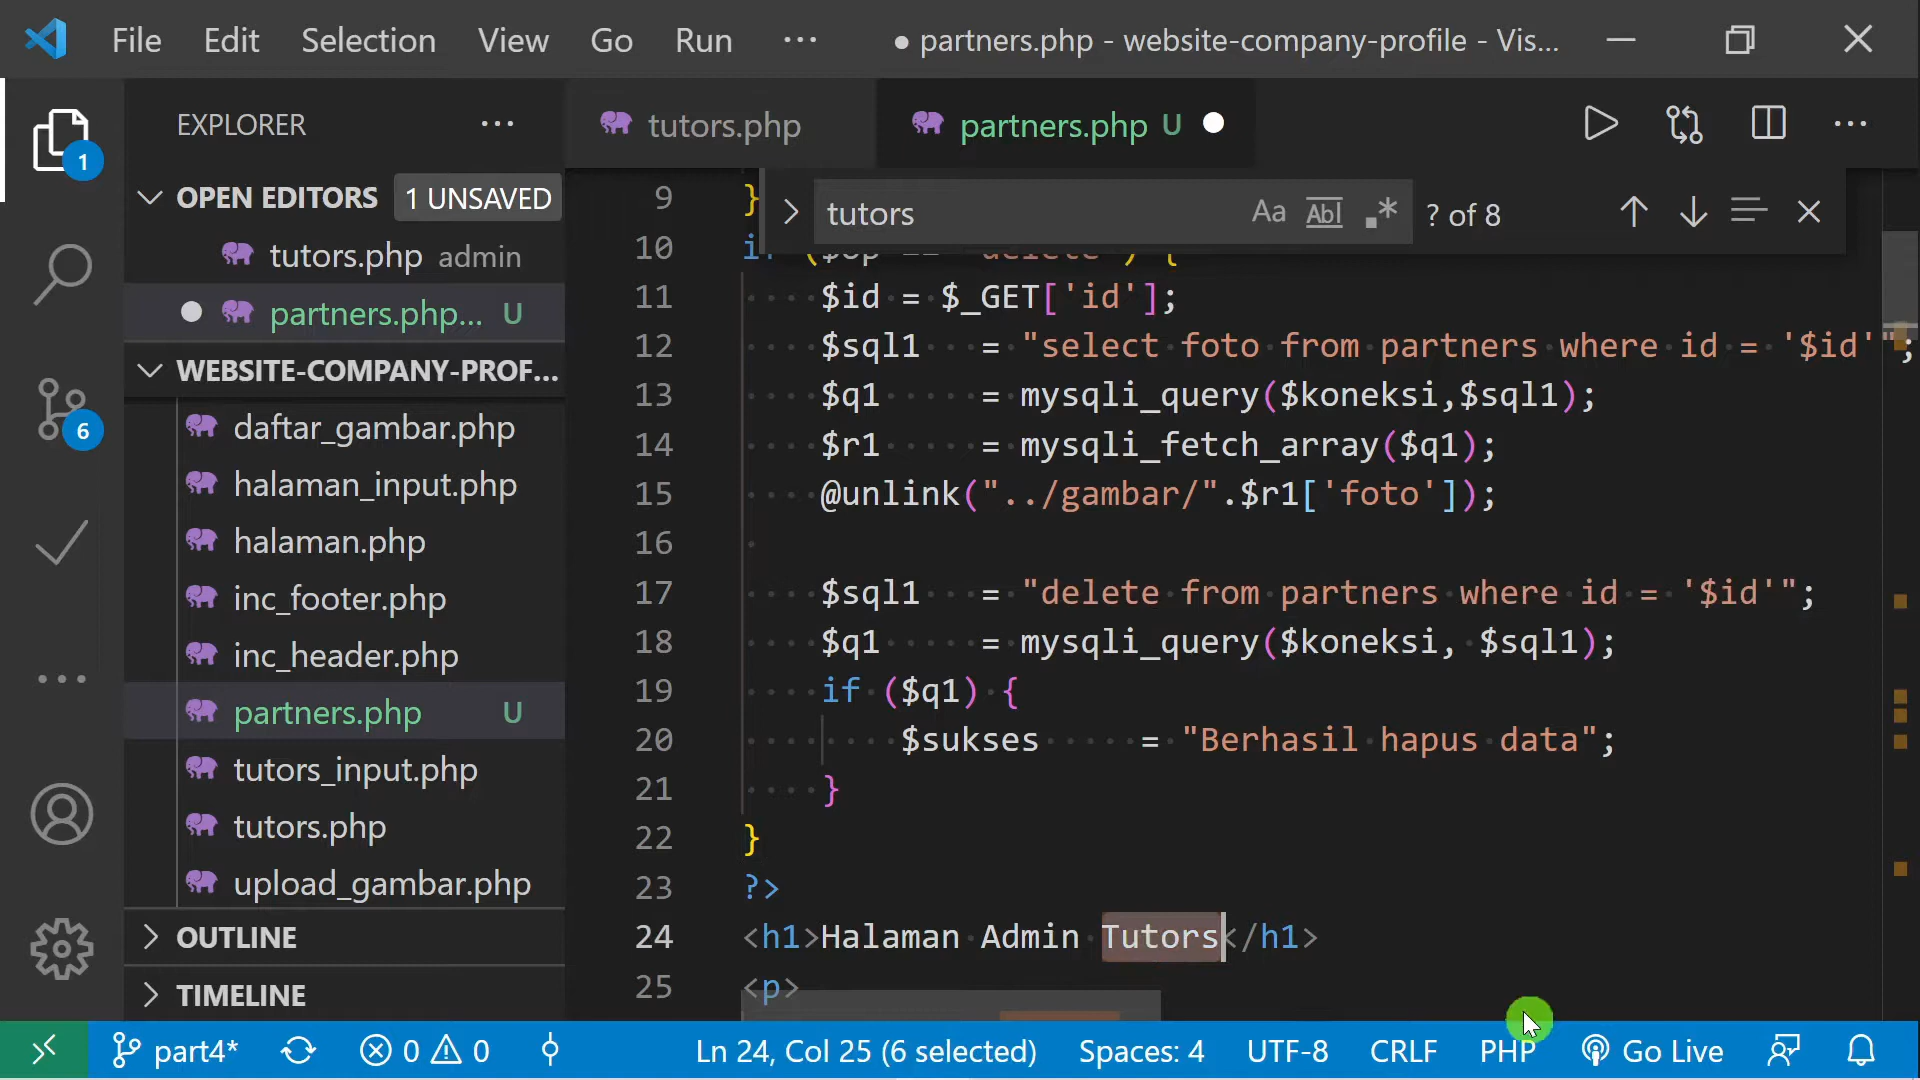 File Edit Selection View Go Run ··· ● partners.php - website-company-profile - Vis...
EXPLORER ···
tutors.php
partners.php U
OPEN EDITORS 1 UNSAVED
tutors.php admin
partners.php... U
WEBSITE-COMPANY-PROF...
daftar_gambar.php
halaman_input.php
halaman.php
inc_footer.php
inc_header.php
partners.php U
tutors_input.php
tutors.php
upload_gambar.php
OUTLINE
TIMELINE
1
6
tutors Aa Abl .* ? of 8
9 }
10 if ($op == 'delete') {
11 $id = $_GET['id'];
12 $sql1 = "select foto from partners where id = '$id'";
13 $q1 = mysqli_query($koneksi,$sql1);
14 $r1 = mysqli_fetch_array($q1);
15 @unlink("../gambar/".$r1['foto']);
16
17 $sql1 = "delete from partners where id = '$id'";
18 $q1 = mysqli_query($koneksi, $sql1);
19 if ($q1) {
20 $sukses = "Berhasil hapus data";
21 }
22 }
23 ?>
24 <h1>Halaman Admin Tutors</h1>
25 <p>
part4* 0 0 Ln 24, Col 25 (6 selected) Spaces: 4 UTF-8 CRLF PHP Go Live